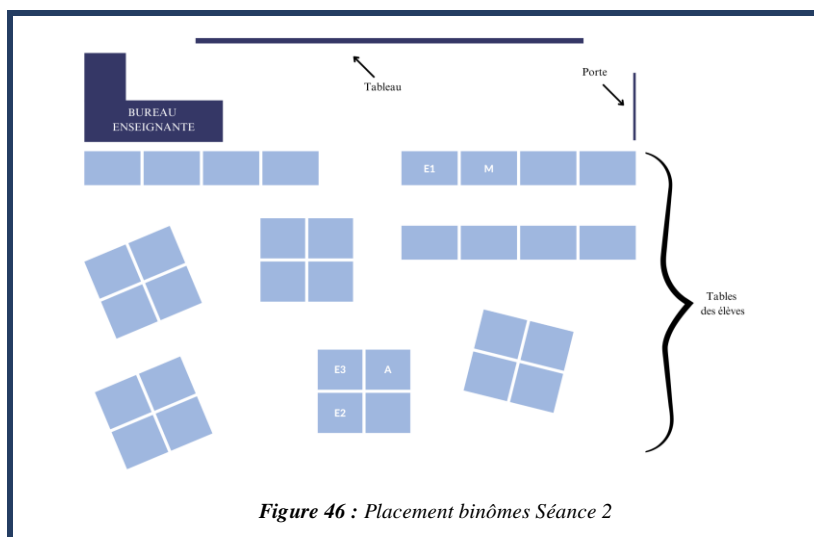 Tableau
Porte
BUREAU
ENSEIGNANTE
E1
M
Tables
des élèves
E3
A
E2
Figure 46 : Placement binômes Séance 2